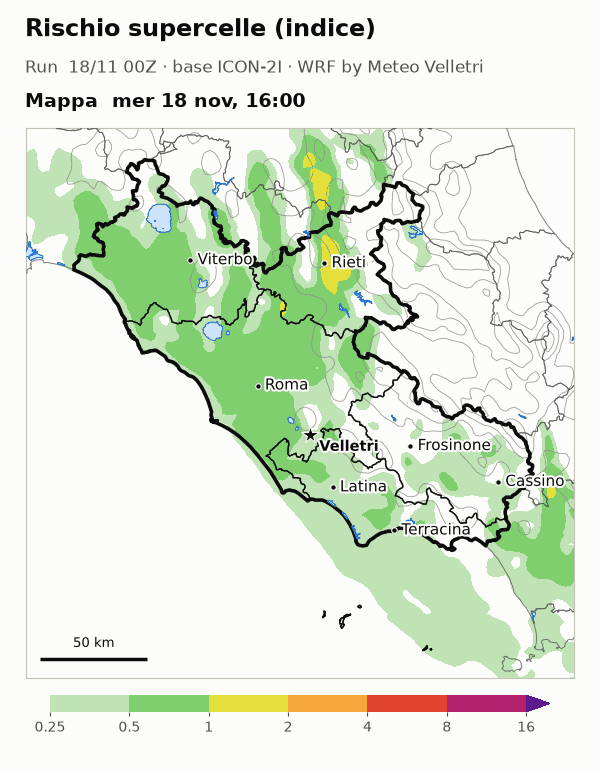 Rischio supercelle (indice)
Run  18/11 00Z · base ICON-2I · WRF by Meteo Velletri
Mappa  mer 18 nov, 16:00
Viterbo
Rieti
Roma
Velletri
Frosinone
Latina
Cassino
Terracina
50 km
0.25 0.5 1 2 4 8 16